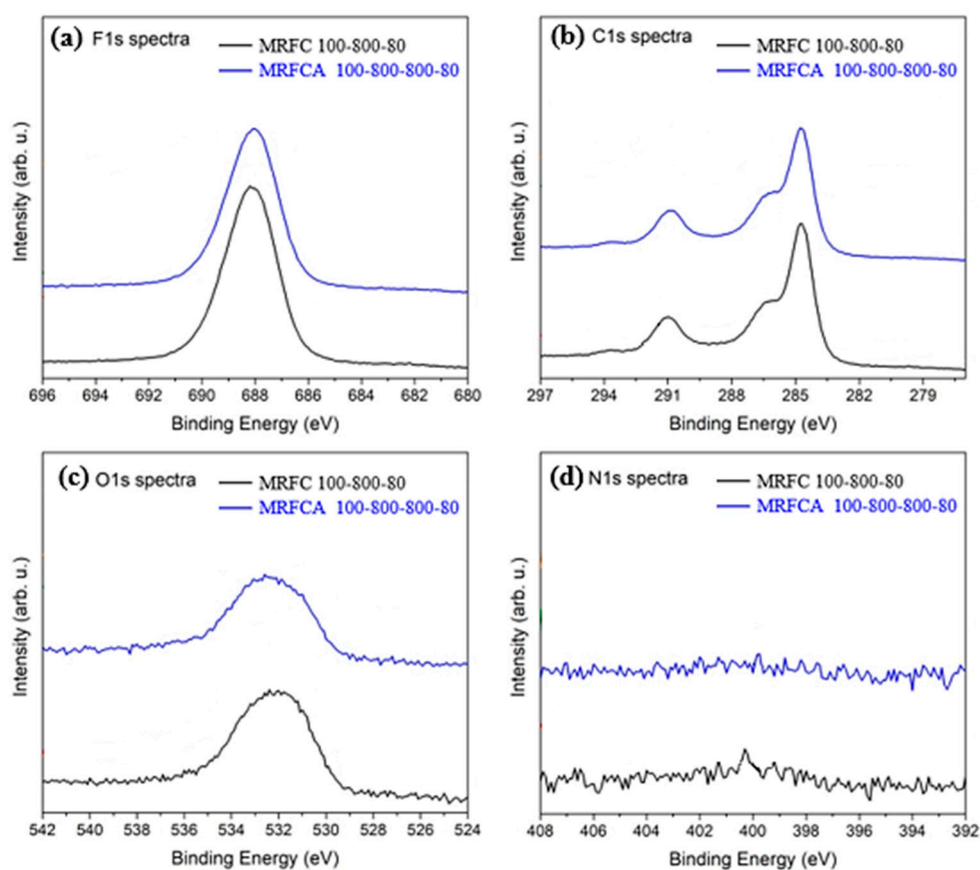 (a) F1s spectra
MRFC 100-800-80
MRFCA 100-800-800-80
Intensity (arb. u.)
696 694 692 690 688 686 684 682 680
Binding Energy (eV)
(b) C1s spectra
MRFC 100-800-80
MRFCA 100-800-800-80
Intensity (arb. u.)
297 294 291 288 285 282 279
Binding Energy (eV)
(c) O1s spectra
MRFC 100-800-80
MRFCA 100-800-800-80
Intensity (arb. u.)
542 540 538 536 534 532 530 528 526 524
Binding Energy (eV)
(d) N1s spectra
MRFC 100-800-80
MRFCA 100-800-800-80
Intensity (arb. u.)
408 406 404 402 400 398 396 394 392
Binding Energy (eV)